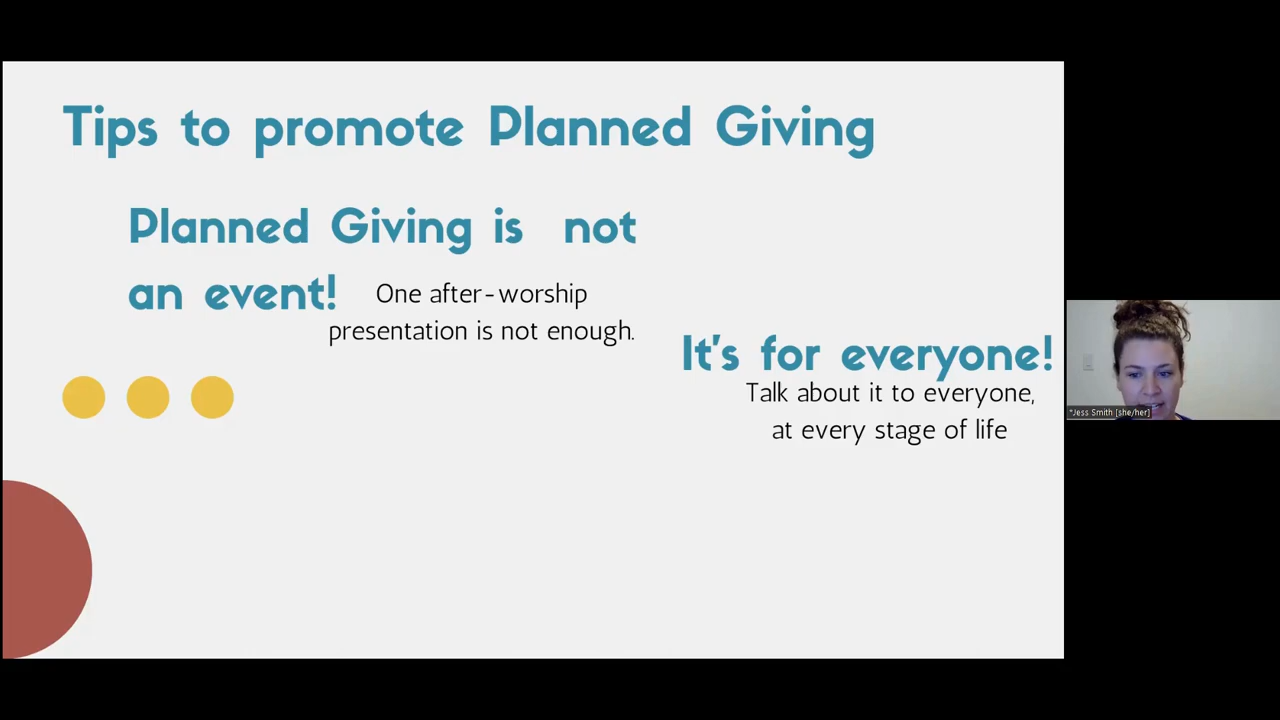 Tips to promote Planned Giving
Planned Giving is not
an event!
One after-worship
presentation is not enough.
It's for everyone!
Talk about it to everyone,
at every stage of life
*Jess Smith [she/her]